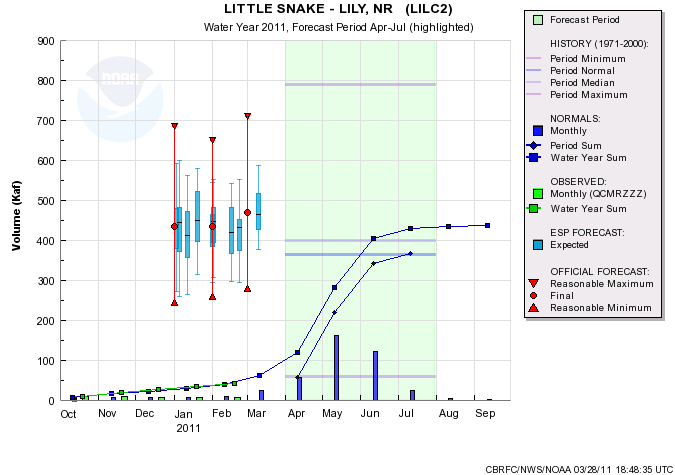 LITTLE SNAKE - LILY, NR (LILC2)
Water Year 2011, Forecast Period Apr-Jul (highlighted)
Volume (Kaf)
900
800
700
600
500
400
300
200
100
0
NOAA
Oct Nov Dec Jan Feb Mar Apr May Jun Jul Aug Sep
2011
Forecast Period
HISTORY (1971-2000):
Period Minimum
Period Normal
Period Median
Period Maximum
NORMALS:
Monthly
Period Sum
Water Year Sum
OBSERVED:
Monthly (QCMRZZZ)
Water Year Sum
ESP FORECAST:
Expected
OFFICIAL FORECAST:
Reasonable Maximum
Final
Reasonable Minimum
CBRFC/NWS/NOAA 03/28/11 18:48:35 UTC